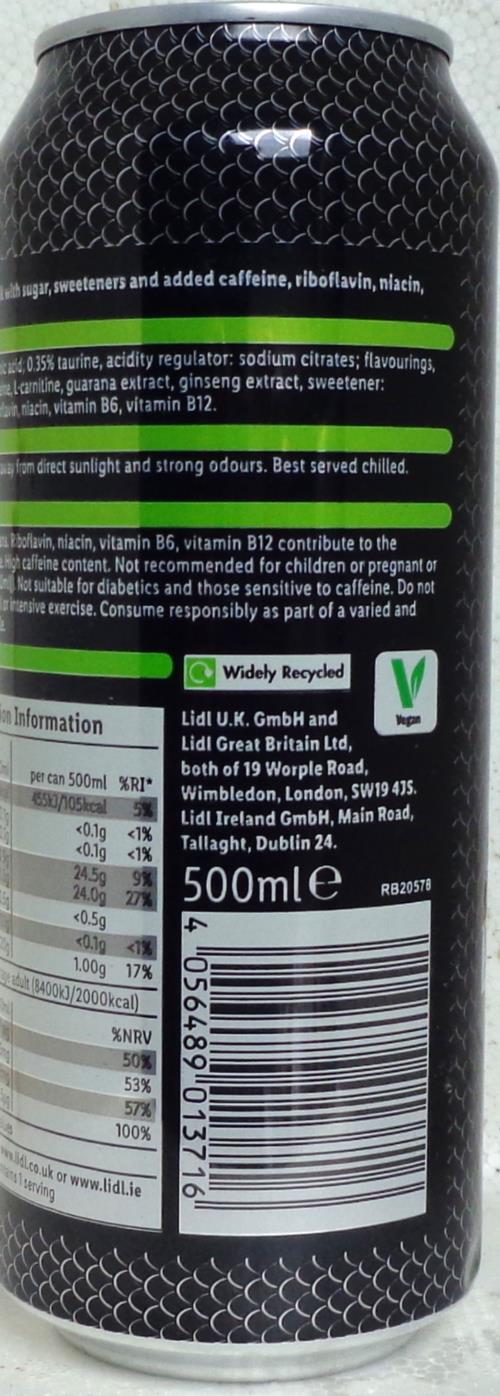 with sugar, sweeteners and added caffeine, riboflavin, niacin,
acid; 0.35% taurine, acidity regulator: sodium citrates; flavourings,
L-carnitine, guarana extract, ginseng extract, sweetener:
niacin, vitamin B6, vitamin B12.
away from direct sunlight and strong odours. Best served chilled.
Riboflavin, niacin, vitamin B6, vitamin B12 contribute to the
High caffeine content. Not recommended for children or pregnant or
Not suitable for diabetics and those sensitive to caffeine. Do not
or intensive exercise. Consume responsibly as part of a varied and
Widely Recycled
Vegan
Information
per can 500ml %RI*
455kJ/105kcal 5%
<0.1g <1%
<0.1g <1%
24.5g 9%
24.0g 27%
<0.5g
<0.1g <1%
1.00g 17%
adult (8400kJ/2000kcal)
%NRV
50%
53%
57%
100%
www.lidl.co.uk or www.lidl.ie
1 serving
Lidl U.K. GmbH and
Lidl Great Britain Ltd,
both of 19 Worple Road,
Wimbledon, London, SW19 4JS.
Lidl Ireland GmbH, Main Road,
Tallaght, Dublin 24.
500ml e
RB20578
4 056489 013716